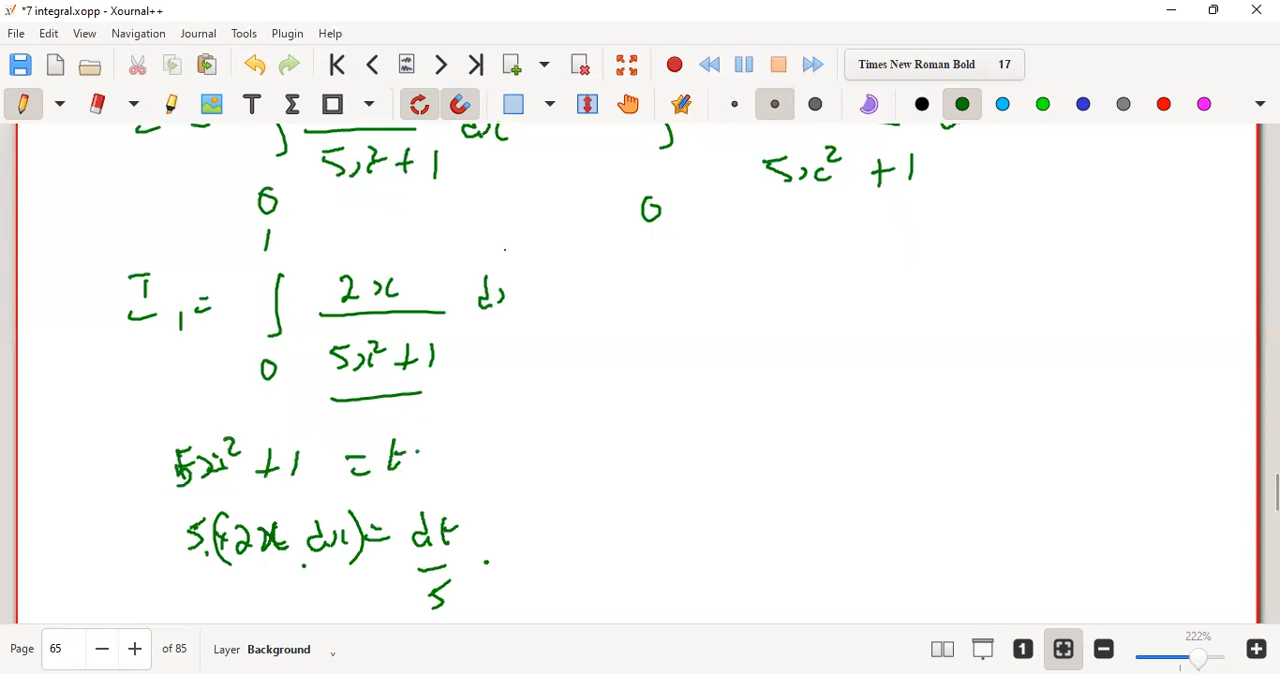 *7 integral.xopp - Xournal++
File Edit View Navigation Journal Tools Plugin Help
Times New Roman Bold 17
∫ dx ∫
5x² + 1 5x² + 1
0 0
1
I₁ = ∫ 2x dx
0 5x² + 1
5x² + 1 = t
5.(2x dx) = dt
5
Page 65 of 85 Layer Background 222%